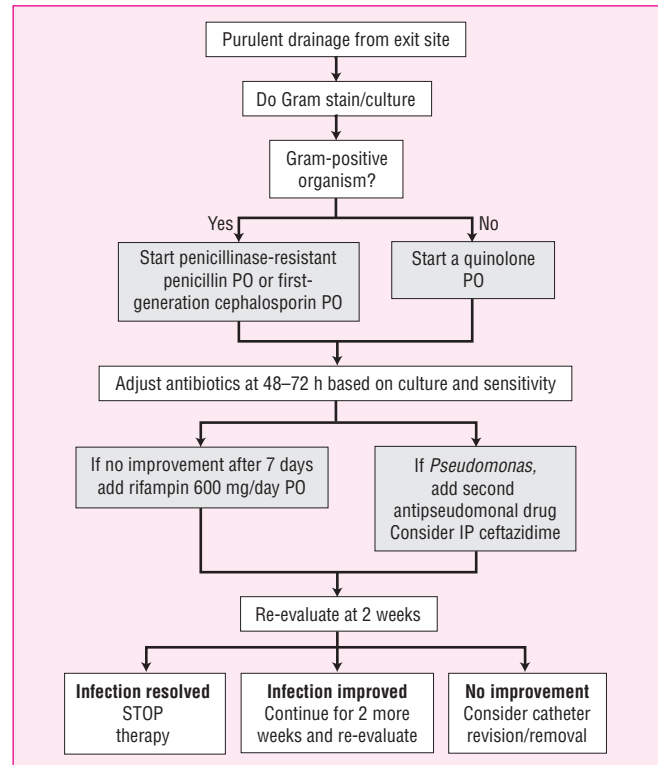 Purulent drainage from exit site
Do Gram stain/culture
Gram-positive
organism?
Yes
No
Start penicillinase-resistant
penicillin PO or first-
generation cephalosporin PO
Start a quinolone
PO
Adjust antibiotics at 48–72 h based on culture and sensitivity
If no improvement after 7 days
add rifampin 600 mg/day PO
If Pseudomonas,
add second
antipseudomonal drug
Consider IP ceftazidime
Re-evaluate at 2 weeks
Infection resolved
STOP
therapy
Infection improved
Continue for 2 more
weeks and re-evaluate
No improvement
Consider catheter
revision/removal